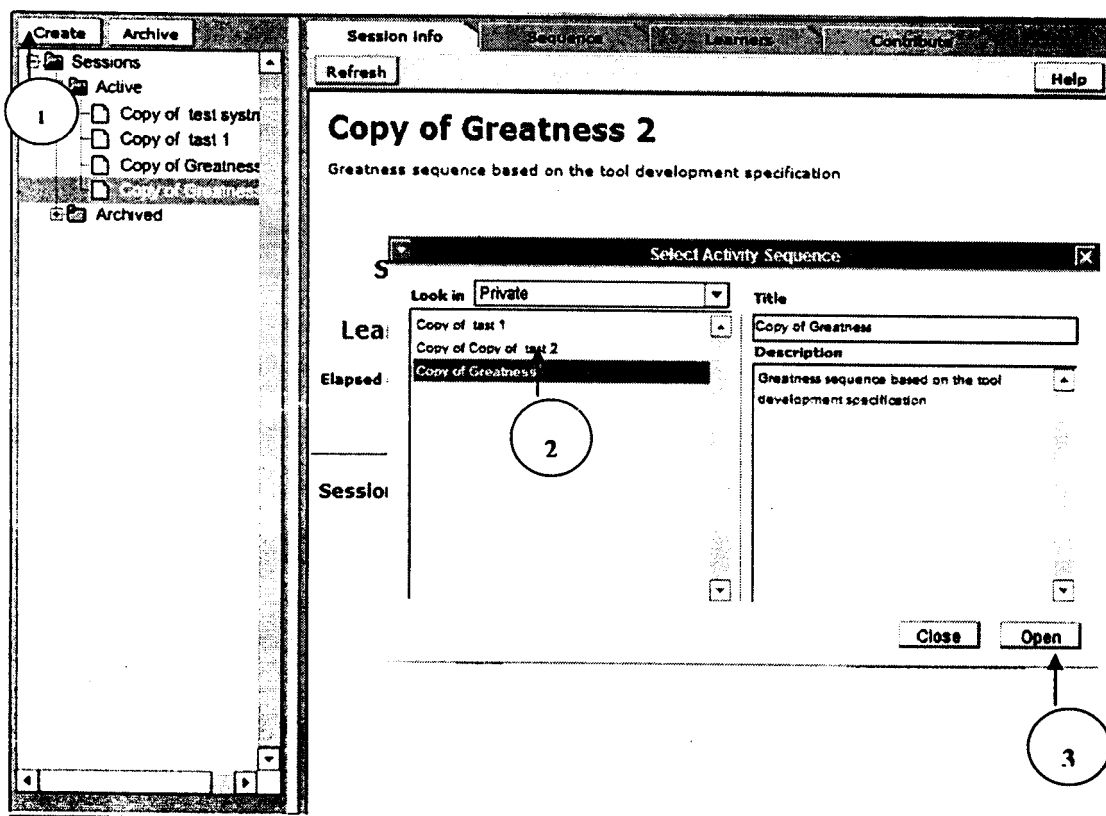 Create Archive
Sessions
Active
Copy of test systn
Copy of tast 1
Copy of Greatness
Copy of Greatness
Archived
1
Session Info Sequence Learners Contribute
Refresh Help
Copy of Greatness 2
Greatness sequence based on the tool development specification
S
Lea
Elapsed
Session
Select Activity Sequence
Look in Private
Copy of tast 1
Copy of Copy of tast 2
Copy of Greatness
2
Title
Copy of Greatness
Description
Greatness sequence based on the tool
development specification
Close Open
3